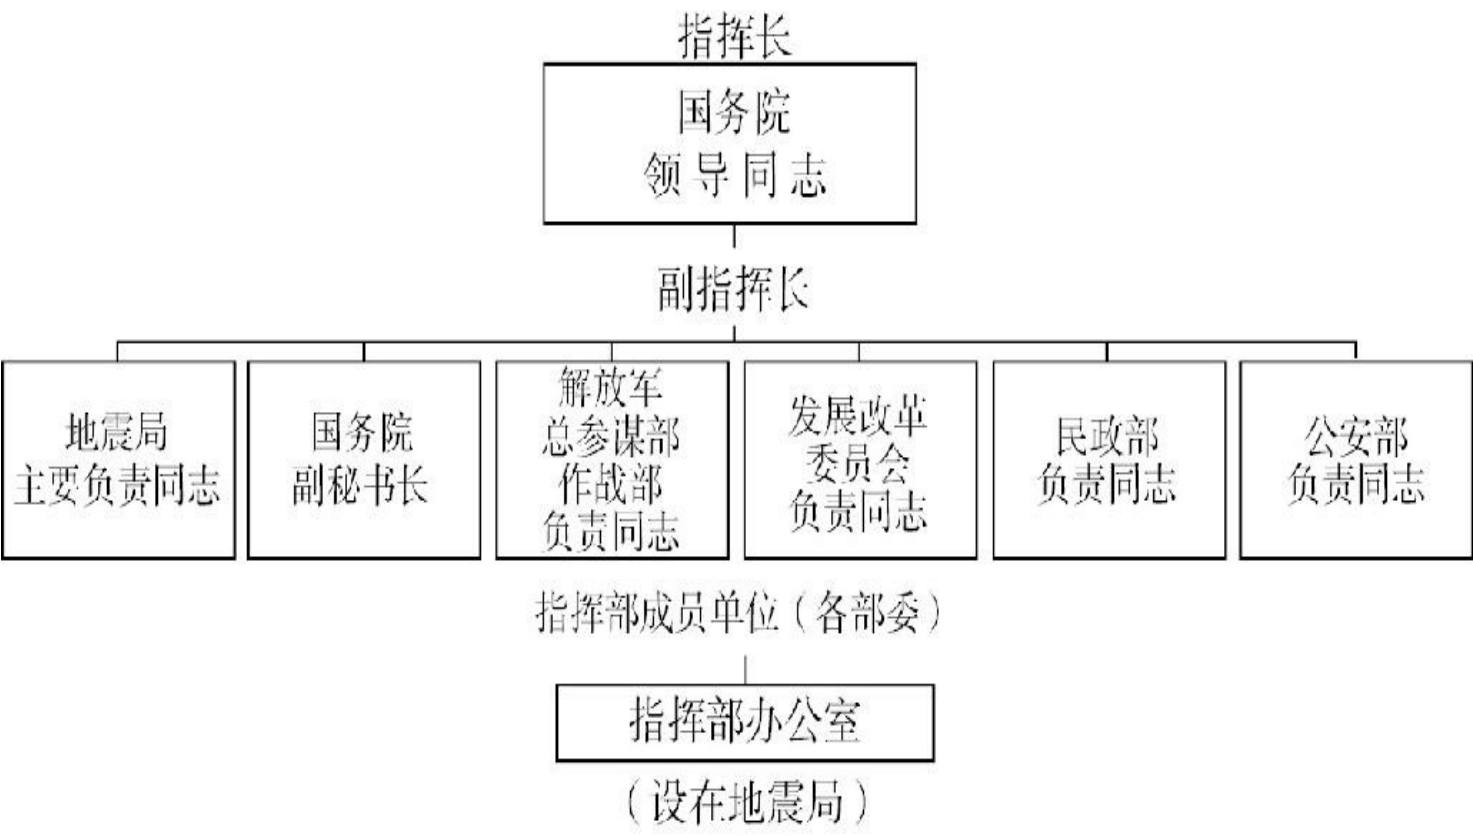 指挥长
国务院
领导同志
副指挥长
地震局
主要负责同志
国务院
副秘书长
解放军
总参谋部
作战部
负责同志
发展改革
委员会
负责同志
民政部
负责同志
公安部
负责同志
指挥部成员单位（各部委）
指挥部办公室
（设在地震局）